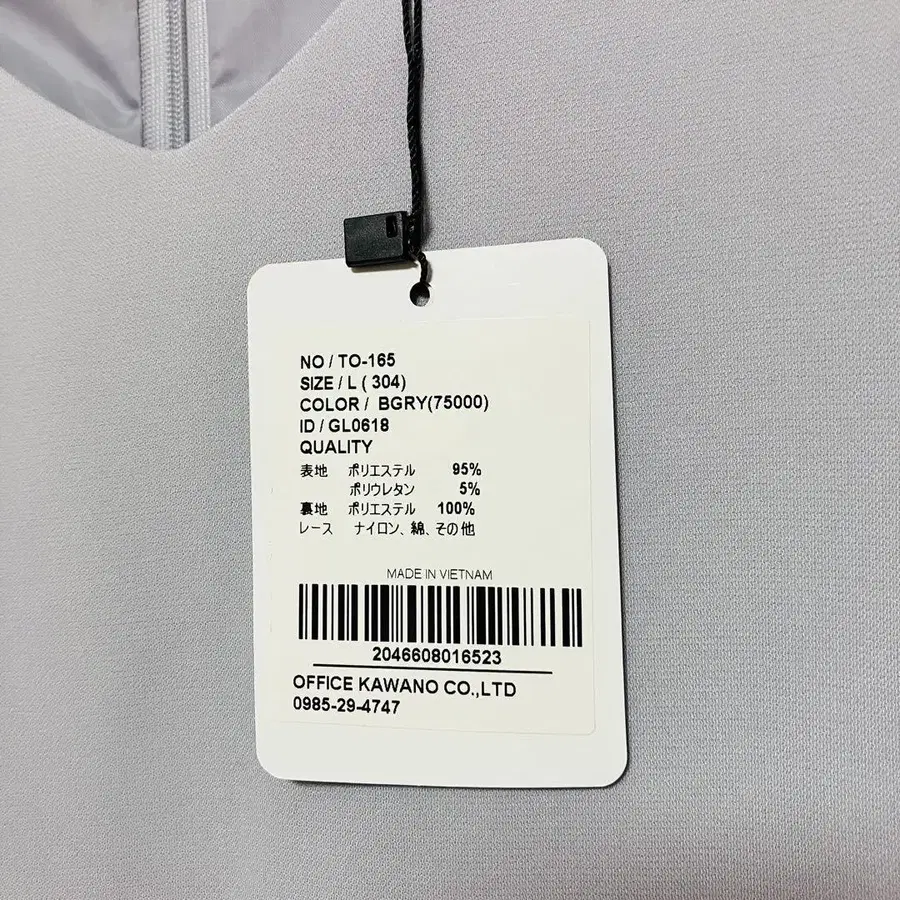 NO / TO-165
SIZE / L ( 304)
COLOR / BGRY(75000)
ID / GL0618
QUALITY
表地 ポリエステル 95%
ポリウレタン 5%
裏地 ポリエステル 100%
レース ナイロン、綿、その他
MADE IN VIETNAM
2046608016523
OFFICE KAWANO CO.,LTD
0985-29-4747